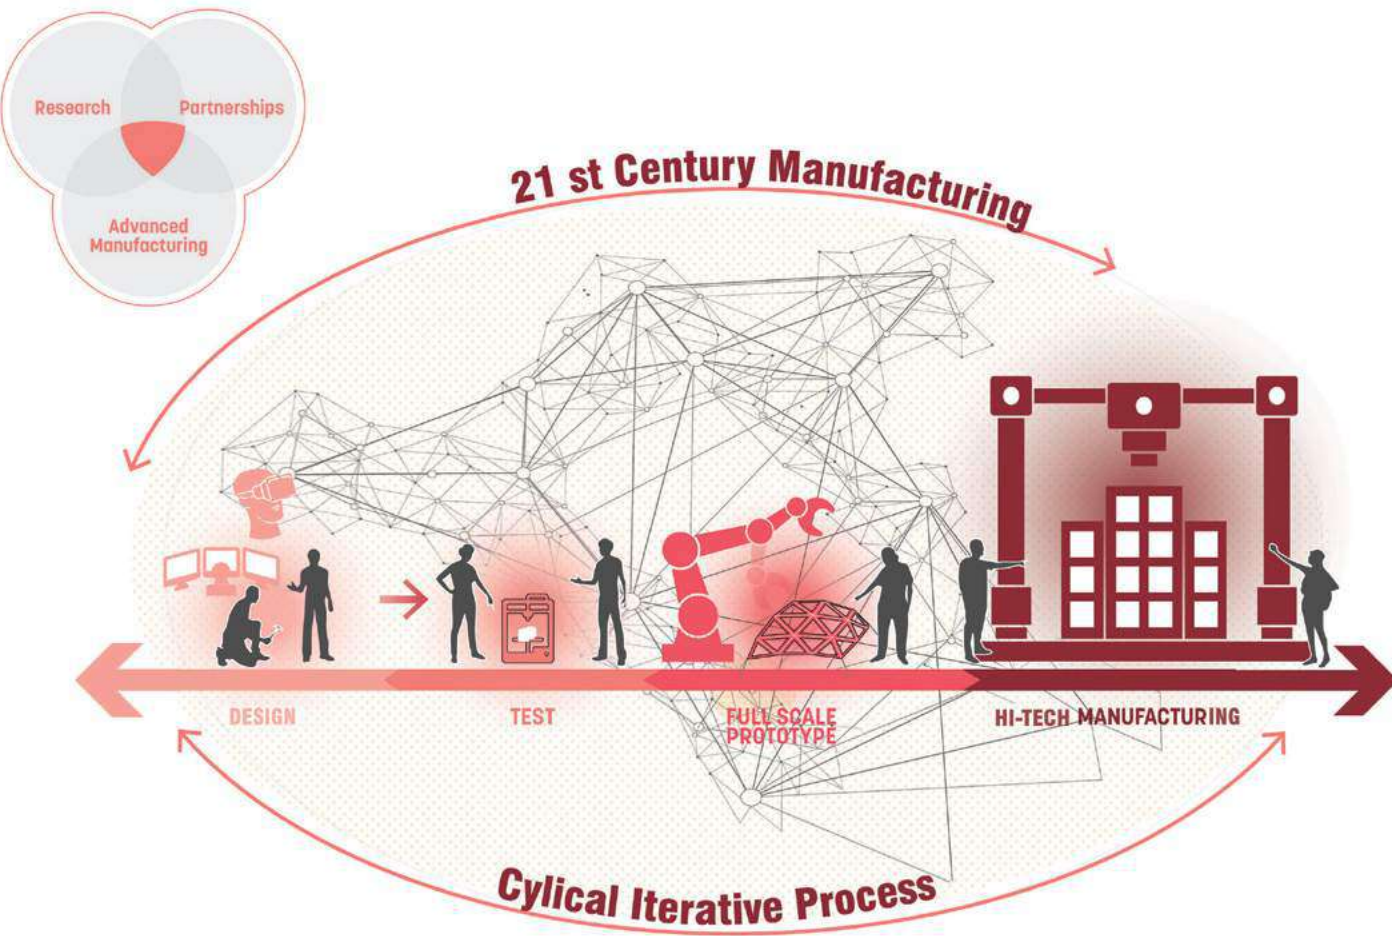 Research
Partnerships
Advanced
Manufacturing
21 st Century Manufacturing
DESIGN
TEST
FULL SCALE
PROTOTYPE
HI-TECH MANUFACTURING
Cylical Iterative Process